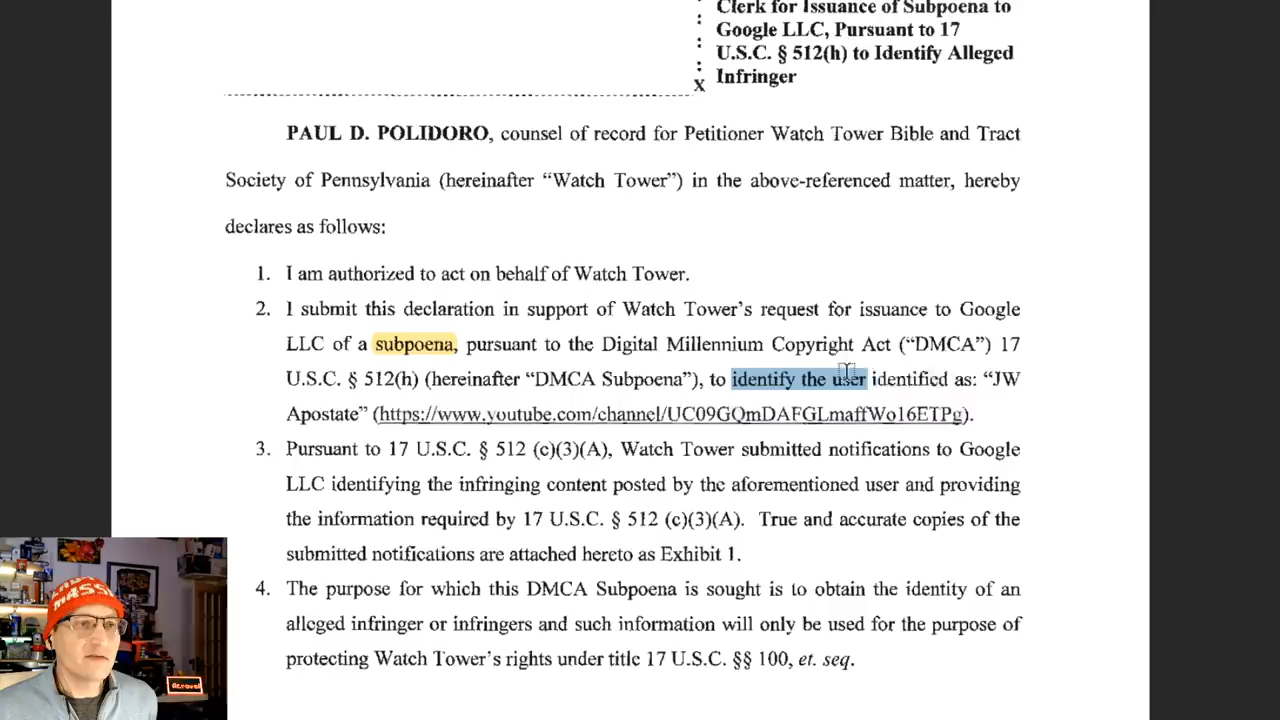 Clerk for Issuance of Subpoena to
Google LLC, Pursuant to 17
U.S.C. § 512(h) to Identify Alleged
Infringer
X
PAUL D. POLIDORO, counsel of record for Petitioner Watch Tower Bible and Tract
Society of Pennsylvania (hereinafter “Watch Tower”) in the above-referenced matter, hereby
declares as follows:
1. I am authorized to act on behalf of Watch Tower.
2. I submit this declaration in support of Watch Tower’s request for issuance to Google
LLC of a subpoena, pursuant to the Digital Millennium Copyright Act (“DMCA”) 17
U.S.C. § 512(h) (hereinafter “DMCA Subpoena”), to identify the user identified as: “JW
Apostate” (https://www.youtube.com/channel/UC09GQmDAFGLmaffWo16ETPg).
3. Pursuant to 17 U.S.C. § 512 (c)(3)(A), Watch Tower submitted notifications to Google
LLC identifying the infringing content posted by the aforementioned user and providing
the information required by 17 U.S.C. § 512 (c)(3)(A). True and accurate copies of the
submitted notifications are attached hereto as Exhibit 1.
4. The purpose for which this DMCA Subpoena is sought is to obtain the identity of an
alleged infringer or infringers and such information will only be used for the purpose of
protecting Watch Tower’s rights under title 17 U.S.C. §§ 100, et. seq.